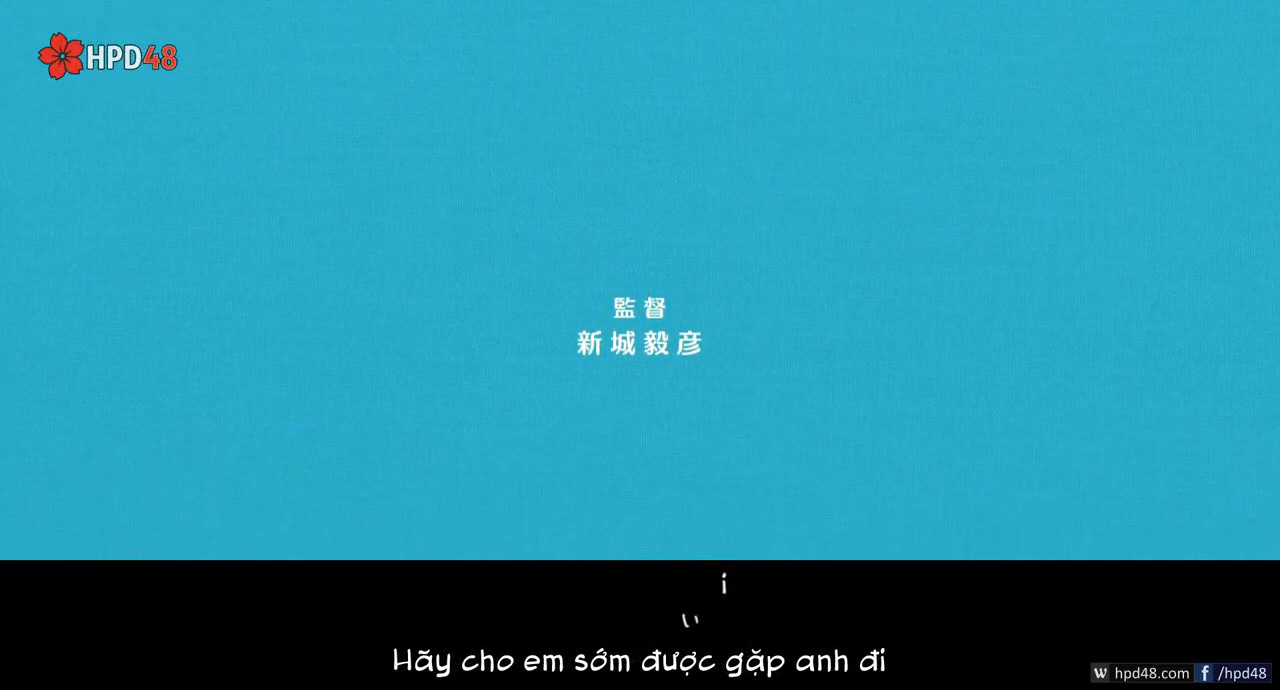 HPD48
監督
新城毅彦
i
い
Hãy cho em sớm được gặp anh đi
W hpd48.com f /hpd48